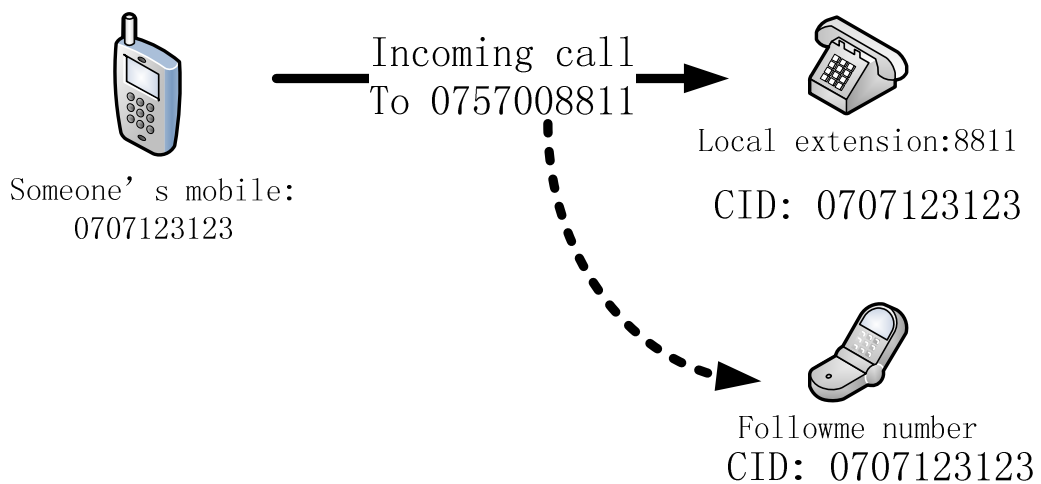 Incoming call
To 0757008811
Someone's mobile:
0707123123
Local extension:8811
CID: 0707123123
Followme number
CID: 0707123123